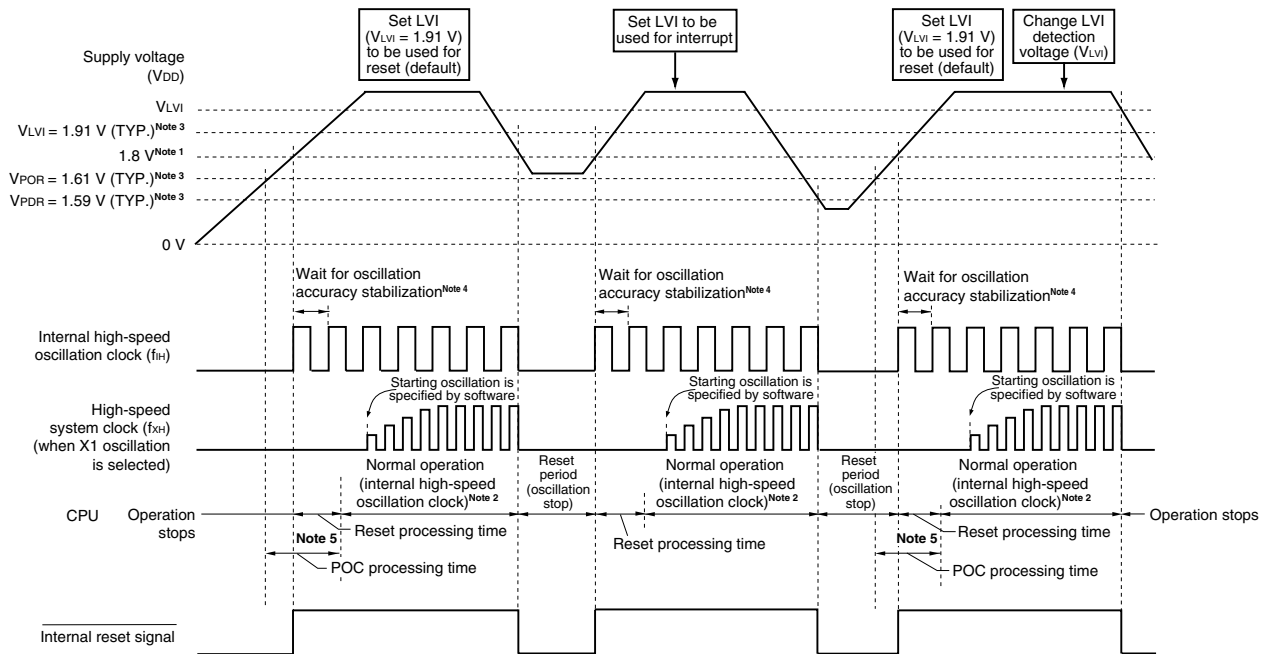 Set LVI
(VLVI = 1.91 V)
to be used for
reset (default)
Set LVI to be
used for interrupt
Set LVI
(VLVI = 1.91 V)
to be used for
reset (default)
Change LVI
detection
voltage (VLVI)
Supply voltage
(VDD)
VLVI
VLVI = 1.91 V (TYP.)Note 3
1.8 VNote 1
VPOR = 1.61 V (TYP.)Note 3
VPDR = 1.59 V (TYP.)Note 3
0 V
Wait for oscillation
accuracy stabilizationNote 4
Wait for oscillation
accuracy stabilizationNote 4
Wait for oscillation
accuracy stabilizationNote 4
Internal high-speed
oscillation clock (fIH)
Starting oscillation is
specified by software
Starting oscillation is
specified by software
Starting oscillation is
specified by software
High-speed
system clock (fXH)
(when X1 oscillation
is selected)
Normal operation
(internal high-speed
oscillation clock)Note 2
Reset
period
(oscillation
stop)
Normal operation
(internal high-speed
oscillation clock)Note 2
Reset
period
(oscillation
stop)
Normal operation
(internal high-speed
oscillation clock)Note 2
CPU
Operation
stops
Reset processing time
Reset processing time
Reset processing time
Operation stops
Note 5
POC processing time
Note 5
POC processing time
Internal reset signal